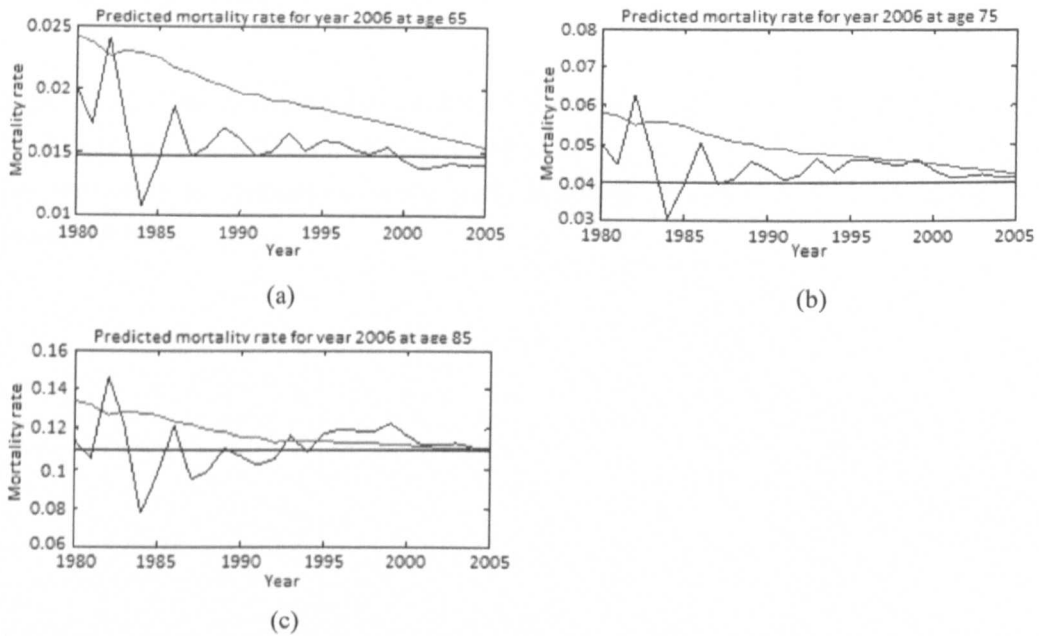 Predicted mortality rate for year 2006 at age 65
0.025
0.02
0.015
0.01
Mortality rate
1980 1985 1990 1995 2000 2005
Year
(a)
Predicted mortality rate for year 2006 at age 75
0.08
0.07
0.06
0.05
0.04
0.03
Mortality rate
1980 1985 1990 1995 2000 2005
Year
(b)
Predicted mortality rate for year 2006 at age 85
0.16
0.14
0.12
0.1
0.08
0.06
Mortality rate
1980 1985 1990 1995 2000 2005
Year
(c)